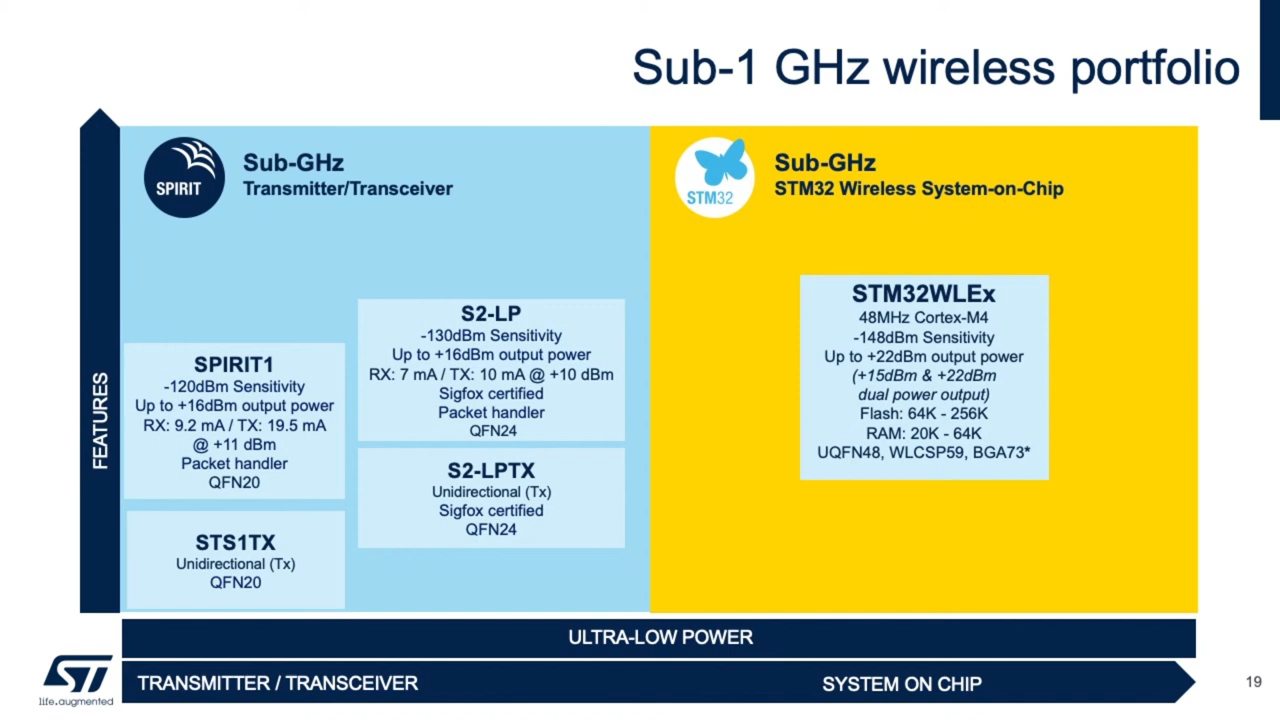 Sub-1 GHz wireless portfolio
SPIRIT
Sub-GHz
Transmitter/Transceiver
STM32
Sub-GHz
STM32 Wireless System-on-Chip
FEATURES
SPIRIT1
-120dBm Sensitivity
Up to +16dBm output power
RX: 9.2 mA / TX: 19.5 mA
@ +11 dBm
Packet handler
QFN20
STS1TX
Unidirectional (Tx)
QFN20
S2-LP
-130dBm Sensitivity
Up to +16dBm output power
RX: 7 mA / TX: 10 mA @ +10 dBm
Sigfox certified
Packet handler
QFN24
S2-LPTX
Unidirectional (Tx)
Sigfox certified
QFN24
STM32WLEx
48MHz Cortex-M4
-148dBm Sensitivity
Up to +22dBm output power
(+15dBm & +22dBm
dual power output)
Flash: 64K - 256K
RAM: 20K - 64K
UQFN48, WLCSP59, BGA73*
ULTRA-LOW POWER
TRANSMITTER / TRANSCEIVER
SYSTEM ON CHIP
ST
life.augmented
19